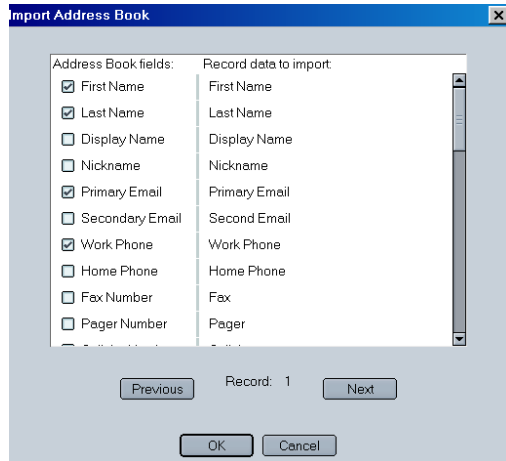 Import Address Book
Address Book fields: Record data to import:
First Name First Name
Last Name Last Name
Display Name Display Name
Nickname Nickname
Primary Email Primary Email
Secondary Email Second Email
Work Phone Work Phone
Home Phone Home Phone
Fax Number Fax
Pager Number Pager
Previous Record: 1 Next
OK Cancel